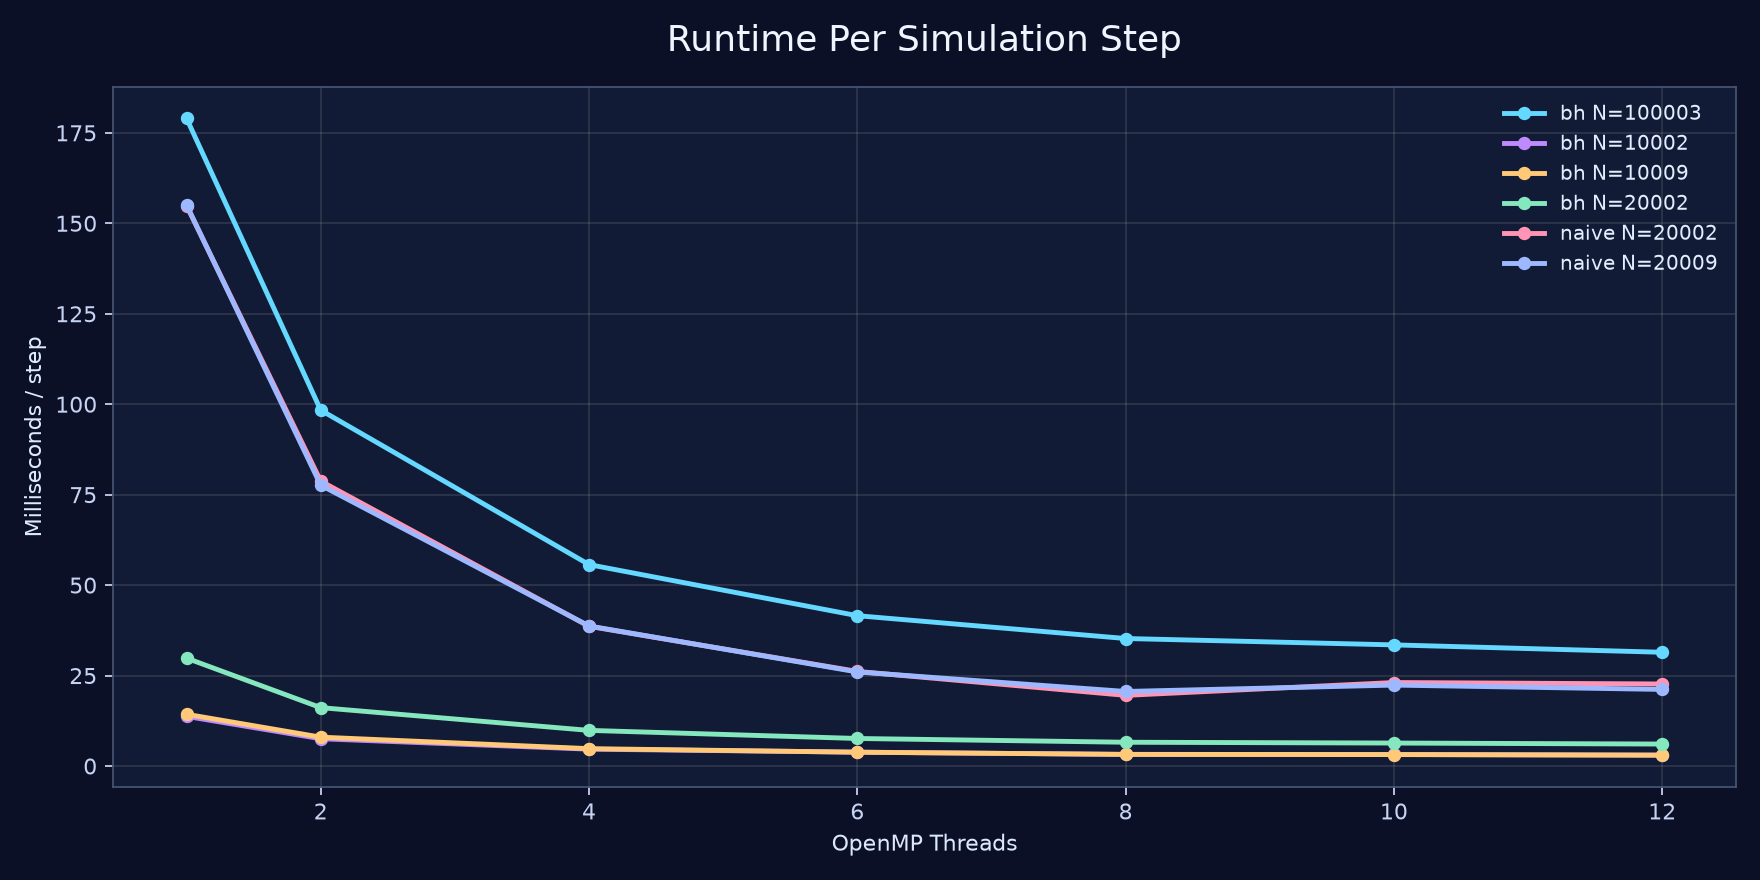 Runtime Per Simulation Step
bh N=100003
bh N=10002
bh N=10009
bh N=20002
naive N=20002
naive N=20009
Milliseconds / step
175
150
125
100
75
50
25
0
2 4 6 8 10 12
OpenMP Threads